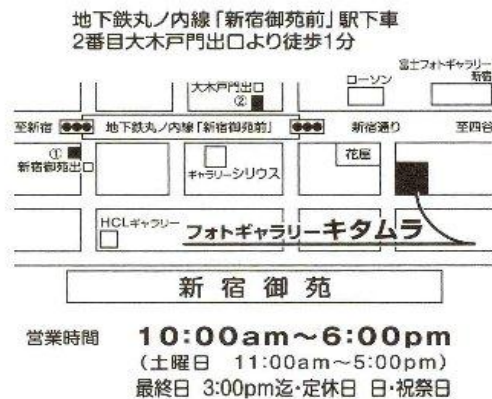 地下鉄丸ノ内線「新宿御苑前」駅下車
2番目大木戸門出口より徒歩1分
富士フォトギャラリー
新宿
ローソン
大木戸門出口
②
至新宿
地下鉄丸ノ内線「新宿御苑前」
新宿通り
至四谷
①
新宿御苑出口
ギャラリーシリウス
花屋
HCLギャラリー
フォトギャラリーキタムラ
新宿御苑
営業時間 10:00am～6:00pm
(土曜日 11:00am～5:00pm)
最終日 3:00pm迄・定休日 日・祝祭日